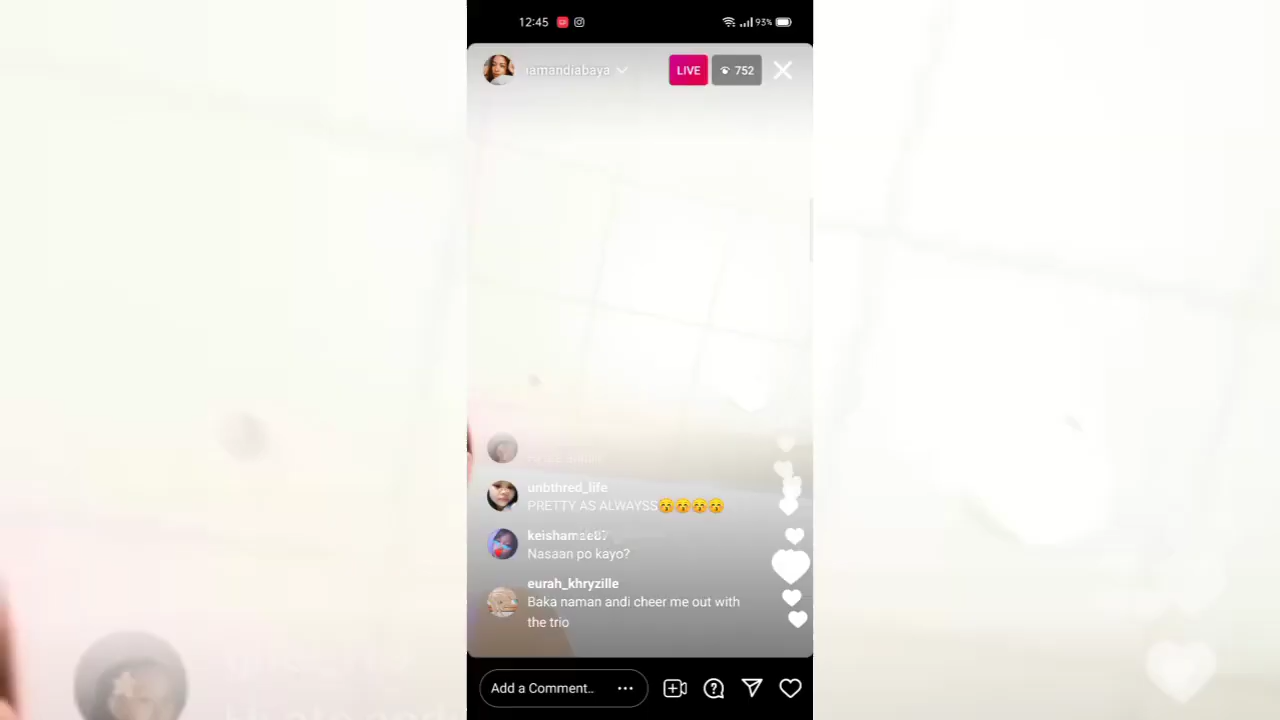 12:45
93%
iamandiabaya
LIVE
752
unbthred_life
PRETTY AS ALWAYSS😚😚😚😚
Nasaan po kayo?
eurah_khryzille
Baka naman andi cheer me out with
the trio
Add a Comment..